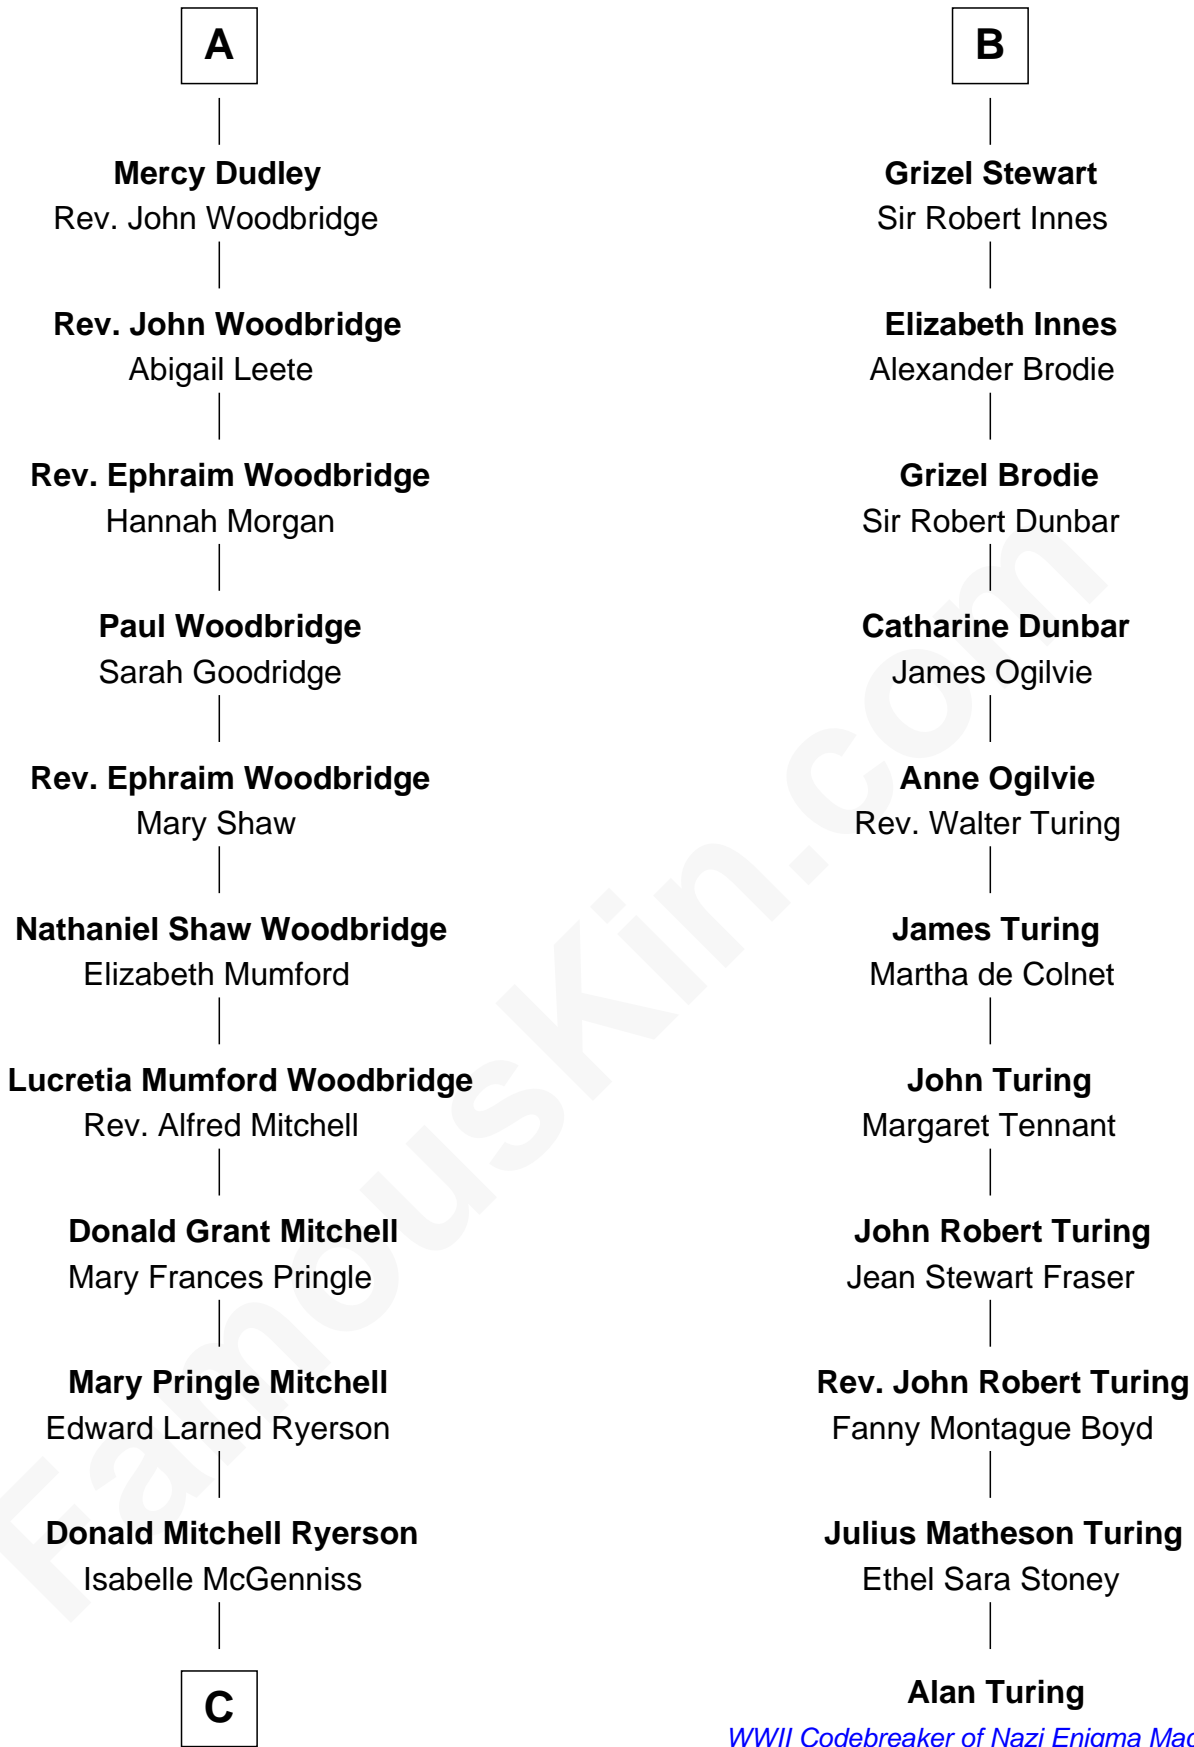 A
Mercy Dudley
Rev. John Woodbridge
Rev. John Woodbridge
Abigail Leete
Rev. Ephraim Woodbridge
Hannah Morgan
Paul Woodbridge
Sarah Goodridge
Rev. Ephraim Woodbridge
Mary Shaw
Nathaniel Shaw Woodbridge
Elizabeth Mumford
Lucretia Mumford Woodbridge
Rev. Alfred Mitchell
Donald Grant Mitchell
Mary Frances Pringle
Mary Pringle Mitchell
Edward Larned Ryerson
Donald Mitchell Ryerson
Isabelle McGenniss
C
B
Grizel Stewart
Sir Robert Innes
Elizabeth Innes
Alexander Brodie
Grizel Brodie
Sir Robert Dunbar
Catharine Dunbar
James Ogilvie
Anne Ogilvie
Rev. Walter Turing
James Turing
Martha de Colnet
John Turing
Margaret Tennant
John Robert Turing
Jean Stewart Fraser
Rev. John Robert Turing
Fanny Montague Boyd
Julius Matheson Turing
Ethel Sara Stoney
Alan Turing
WWII Codebreaker of Nazi Enigma
FamousKin.com